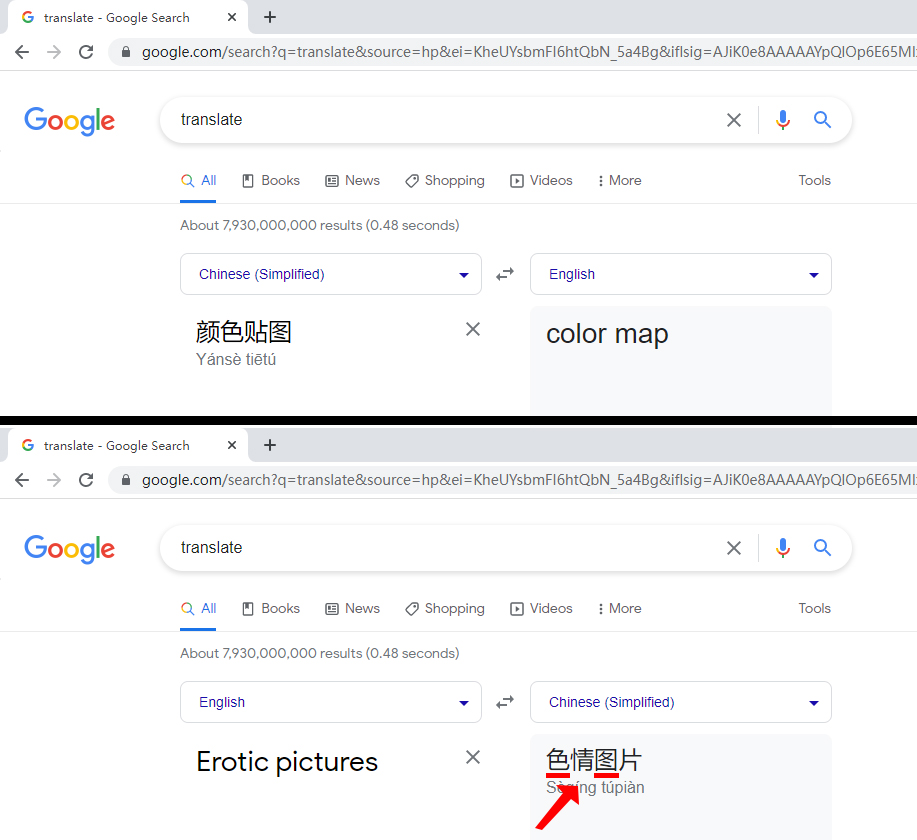 translate - Google Search
google.com/search?q=translate&source=hp&ei=KheUYsbmFI6htQbN_5a4Bg&iflsig=AJiK0e8AAAAAYpQlOp6E65MI
Google
translate
All Books News Shopping Videos More Tools
About 7,930,000,000 results (0.48 seconds)
Chinese (Simplified) English
颜色贴图 color map
Yánsè tiētú
translate - Google Search
google.com/search?q=translate&source=hp&ei=KheUYsbmFI6htQbN_5a4Bg&iflsig=AJiK0e8AAAAAYpQlOp6E65MI
Google
translate
All Books News Shopping Videos More Tools
About 7,930,000,000 results (0.48 seconds)
English Chinese (Simplified)
Erotic pictures 色情图片
Sèqíng túpiàn